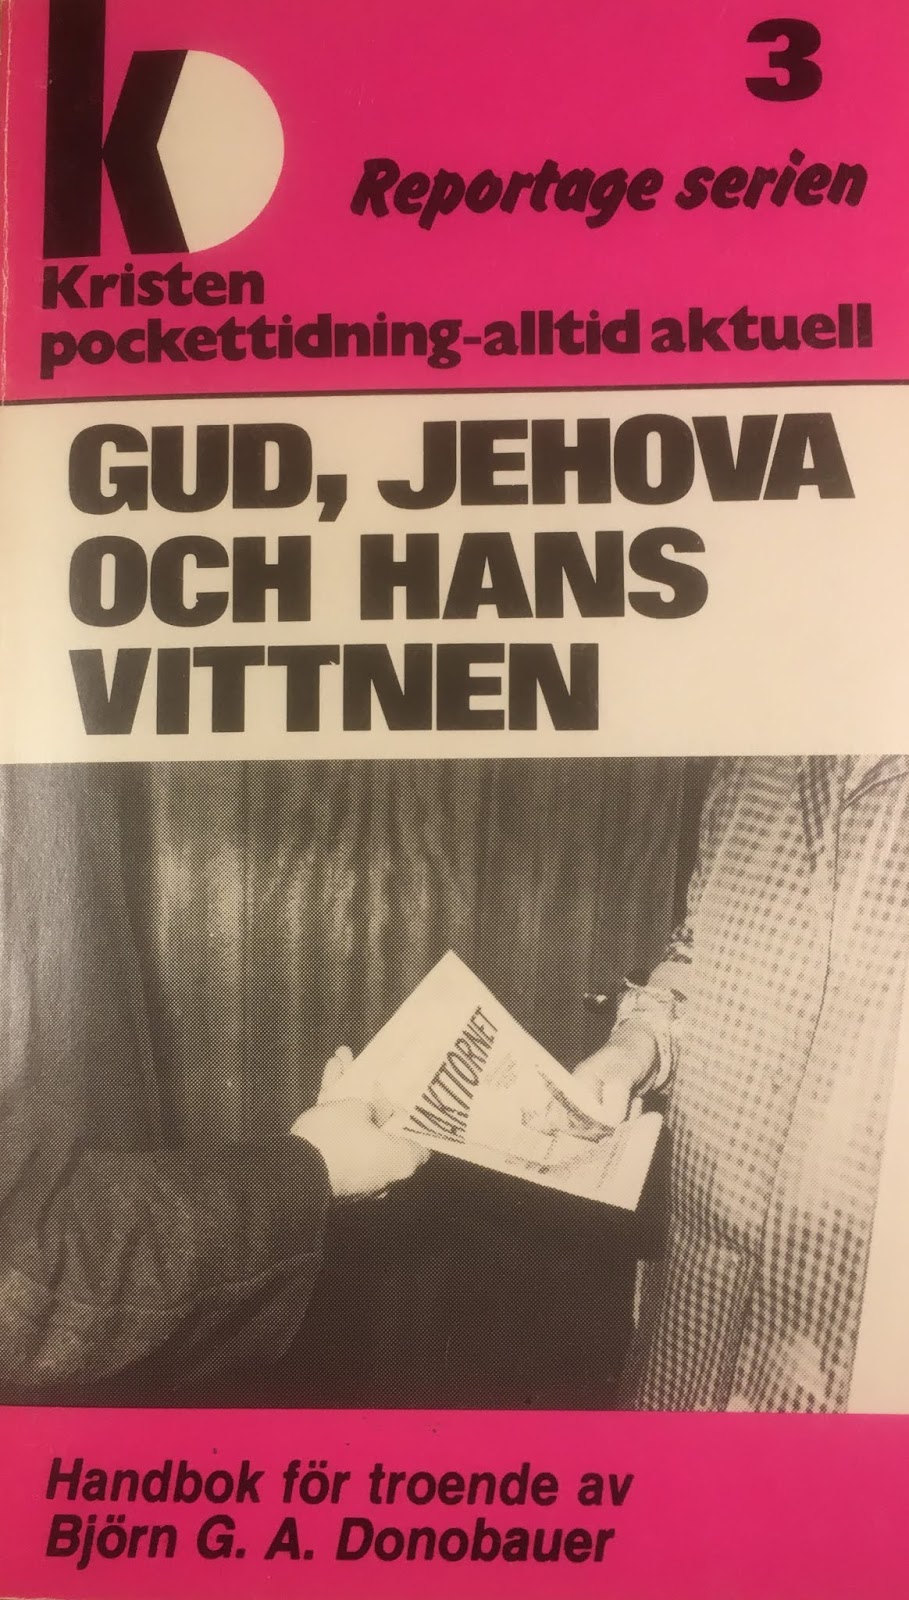 3
Reportage serien
k
Kristen
pockettidning-alltid aktuell
GUD, JEHOVA
OCH HANS
VITTNEN
VAKTTORNET
Handbok för troende av
Björn G. A. Donobauer